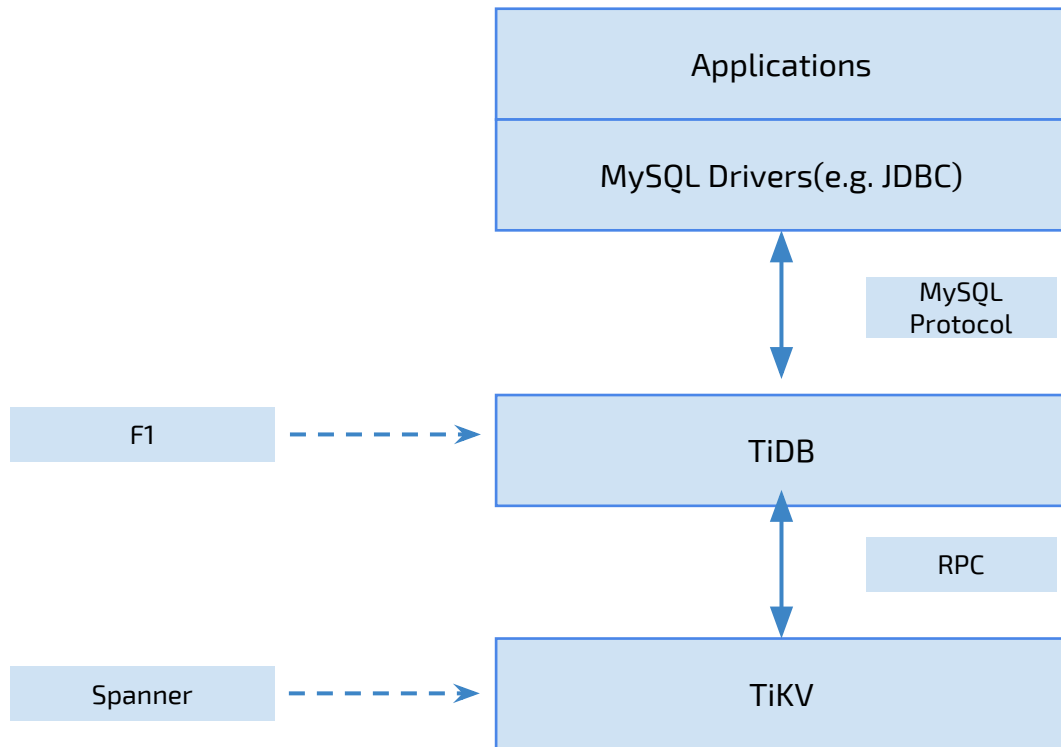 Applications
MySQL Drivers(e.g. JDBC)
MySQL
Protocol
F1
TiDB
RPC
Spanner
TiKV